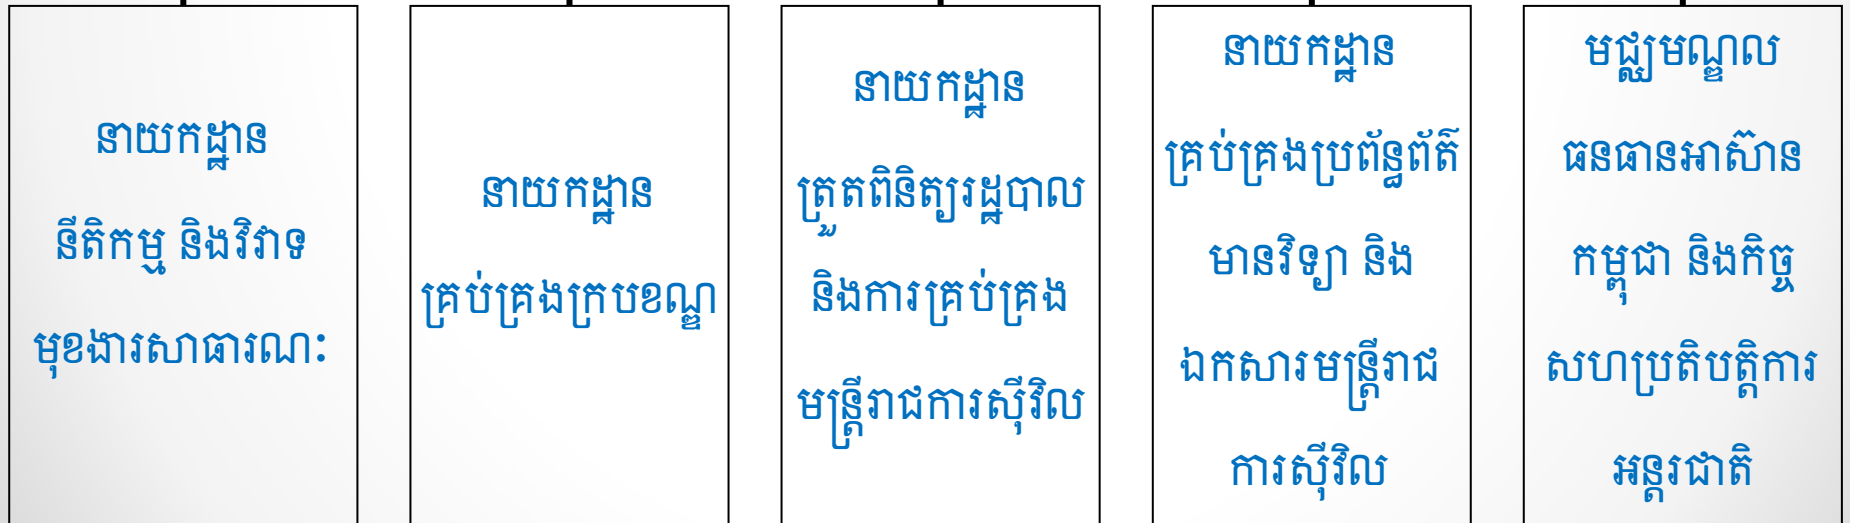 នាយកដ្ឋាន
នីតិកម្ម និងវិវាទ
មុខងារសាធារណៈ
នាយកដ្ឋាន
គ្រប់គ្រងក្របខណ្ឌ
នាយកដ្ឋាន
ត្រួតពិនិត្យរដ្ឋបាល
និងការគ្រប់គ្រង
មន្ត្រីរាជការស៊ីវិល
នាយកដ្ឋាន
គ្រប់គ្រងប្រព័ន្ធព័ត៌
មានវិទ្យា និង
ឯកសារមន្ត្រីរាជ
ការស៊ីវិល
មជ្ឈមណ្ឌល
ធនធានអាស៊ាន
កម្ពុជា និងកិច្ច
សហប្រតិបត្តិការ
អន្តរជាតិ